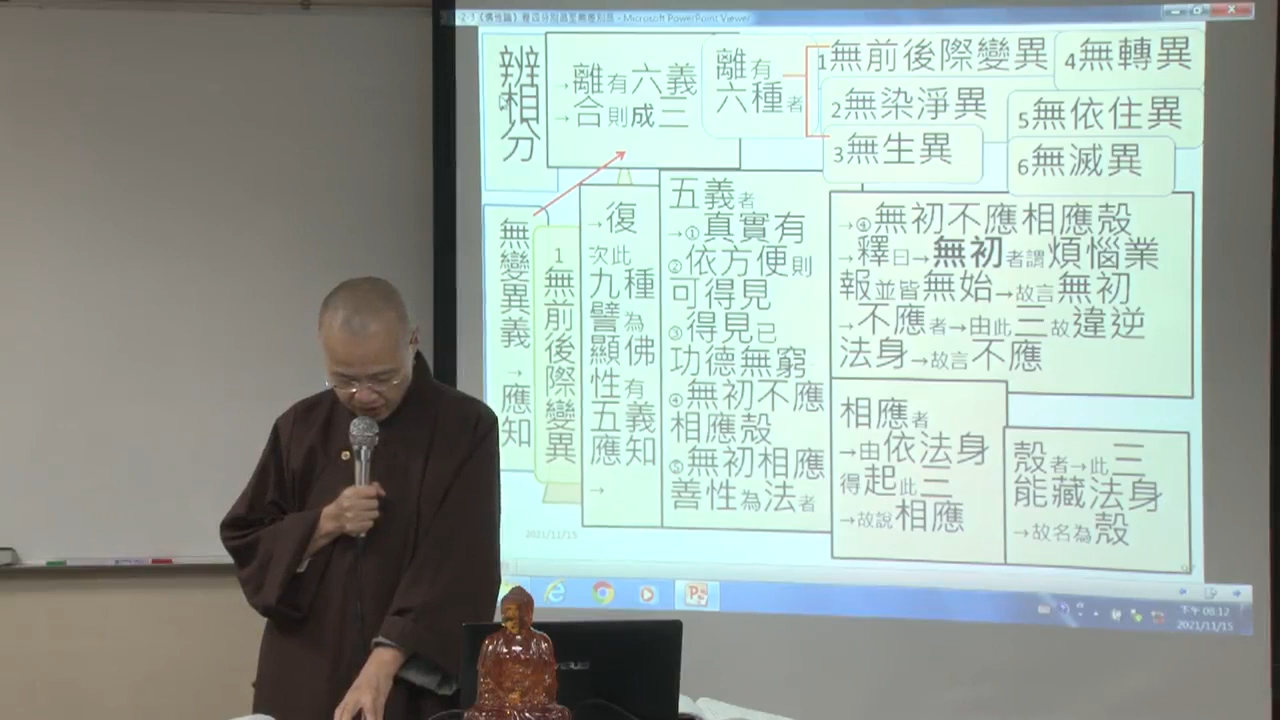 -2-3《佛性論》卷四分別品至無差別品 - Microsoft PowerPoint Viewer
辨相分
→離有六義
→合則成三
離有
六種者
1無前後際變異
2無染淨異
3無生異
4無轉異
5無依住異
6無滅異
無變異義→應知
1無前後際變異
→復
次此
九種
譬為
顯佛
性有
五義
應知
→
五義者
→①真實有
②依方便則
可得見
③得見已
功德無窮
④無初不應
相應殼
⑤無初相應
善性為法者
→④無初不應相應殼
→釋曰→無初者謂煩惱業
報並皆無始→故言無初
→不應者→由此三故違逆
法身→故言不應
相應者
→由依法身
得起此三
→故說相應
殼者→此三
能藏法身
→故名為殼
2021/11/15
下午 08:12
2021/11/15